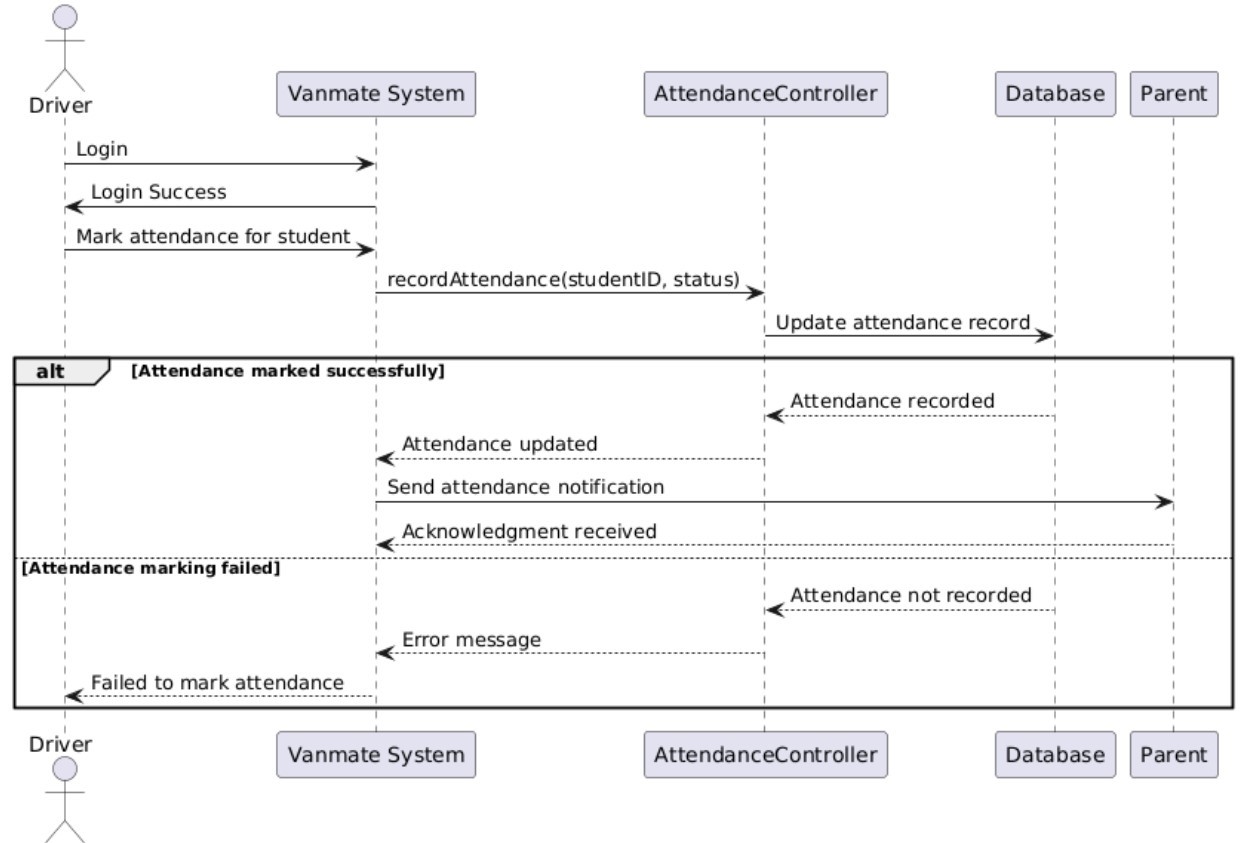 Driver
Vanmate System
AttendanceController
Database
Parent
Login
Login Success
Mark attendance for student
recordAttendance(studentID, status)
Update attendance record
alt
[Attendance marked successfully]
Attendance recorded
Attendance updated
Send attendance notification
Acknowledgment received
[Attendance marking failed]
Attendance not recorded
Error message
Failed to mark attendance
Driver
Vanmate System
AttendanceController
Database
Parent